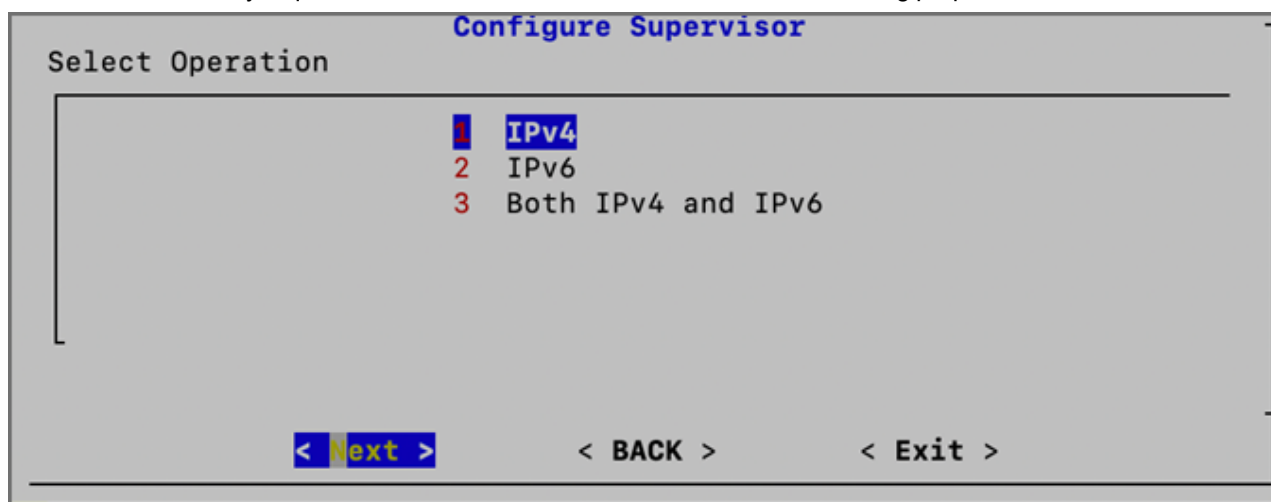 Configure Supervisor
Select Operation
1 IPv4
2 IPv6
3 Both IPv4 and IPv6
< Next > < BACK > < Exit >